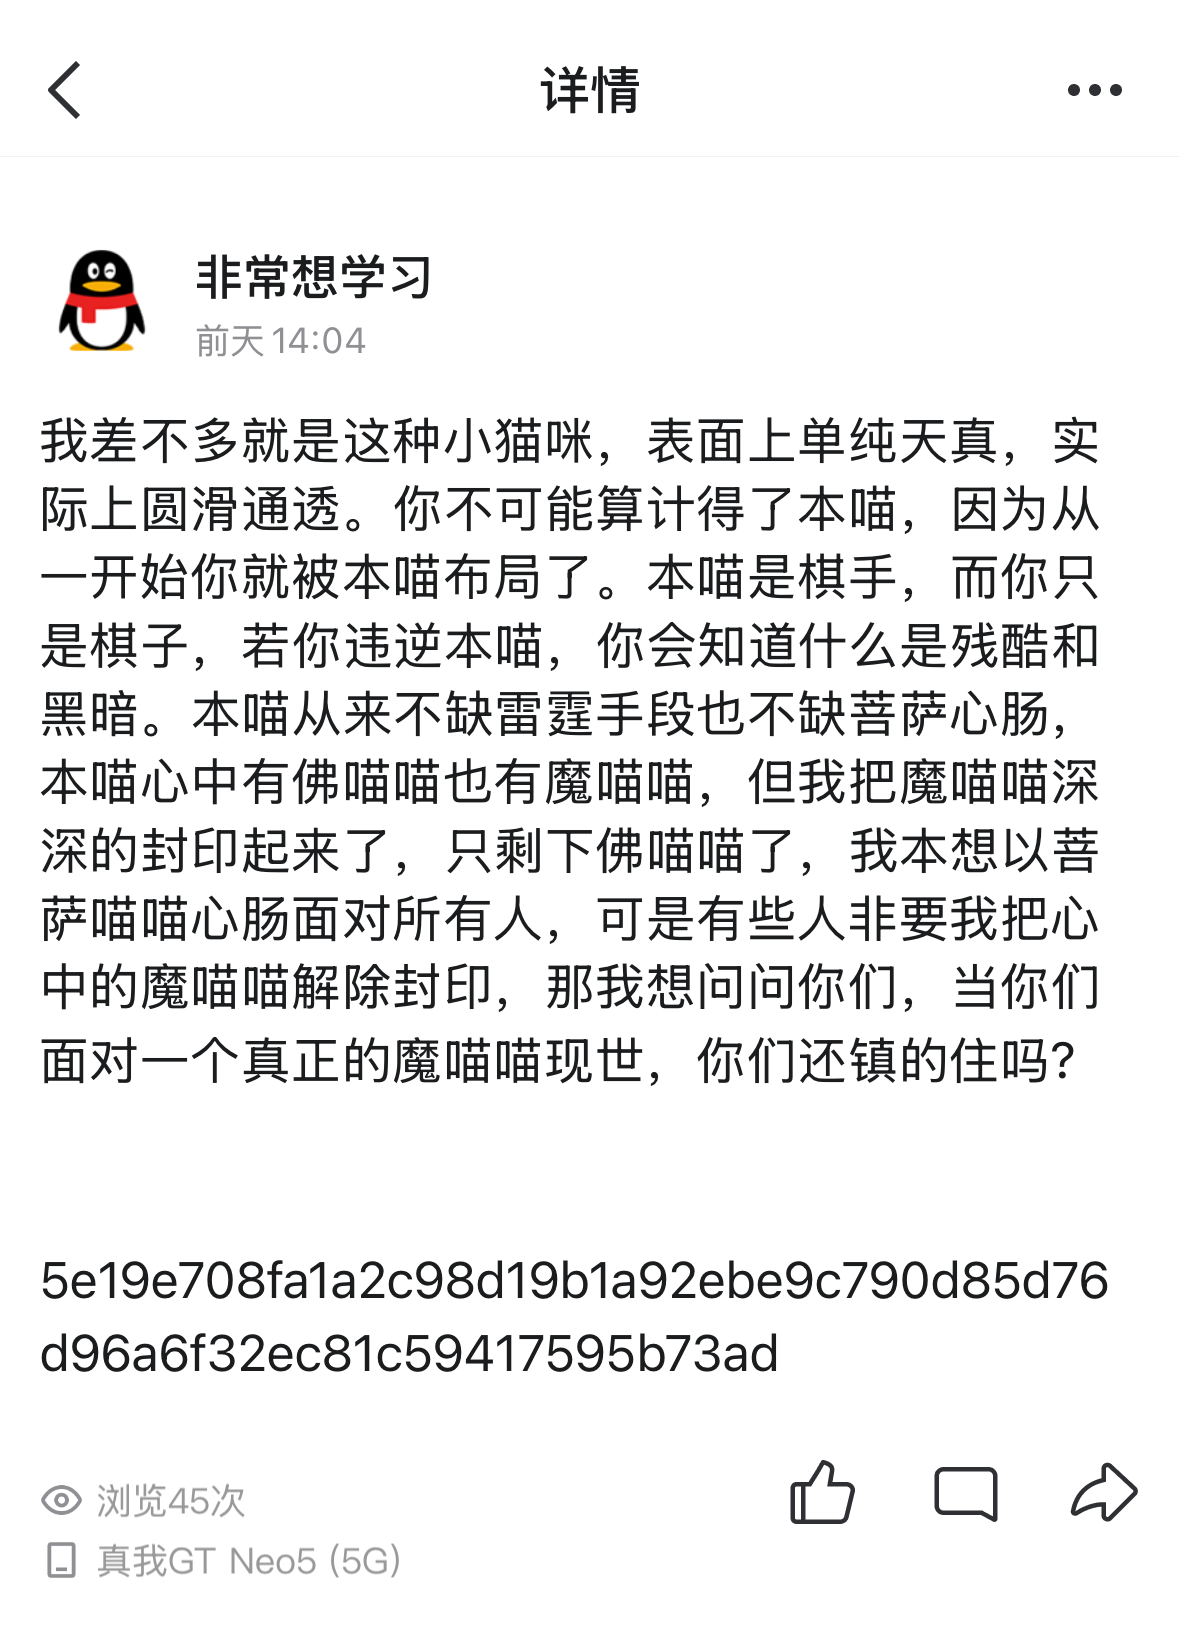 详情
非常想学习
前天 14:04
我差不多就是这种小猫咪，表面上单纯天真，实
际上圆滑通透。你不可能算计得了本喵，因为从
一开始你就被本喵布局了。本喵是棋手，而你只
是棋子，若你违逆本喵，你会知道什么是残酷和
黑暗。本喵从来不缺雷霆手段也不缺菩萨心肠，
本喵心中有佛喵喵也有魔喵喵，但我把魔喵喵深
深的封印起来了，只剩下佛喵喵了，我本想以菩
萨喵喵心肠面对所有人，可是有些人非要我把心
中的魔喵喵解除封印，那我想问问你们，当你们
面对一个真正的魔喵喵现世，你们还镇的住吗?
5e19e708fa1a2c98d19b1a92ebe9c790d85d76
d96a6f32ec81c59417595b73ad
浏览45次
真我GT Neo5 (5G)